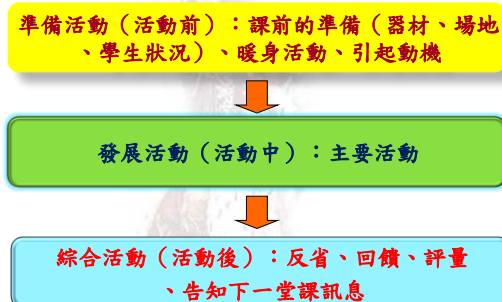 準備活動（活動前）：課前的準備（器材、場地
、學生狀況）、暖身活動、引起動機
發展活動（活動中）：主要活動
綜合活動（活動後）：反省、回饋、評量
、告知下一堂課訊息